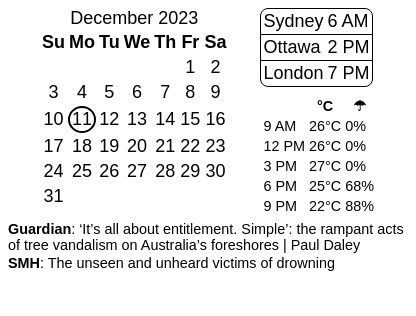 December 2023
Su Mo Tu We Th Fr Sa
1 2
3 4 5 6 7 8 9
10 11 12 13 14 15 16
17 18 19 20 21 22 23
24 25 26 27 28 29 30
31
Sydney 6 AM
Ottawa 2 PM
London 7 PM
°C ☂
9 AM 26°C 0%
12 PM 26°C 0%
3 PM 27°C 0%
6 PM 25°C 68%
9 PM 22°C 88%
Guardian: ‘It’s all about entitlement. Simple’: the rampant acts
of tree vandalism on Australia’s foreshores | Paul Daley
SMH: The unseen and unheard victims of drowning